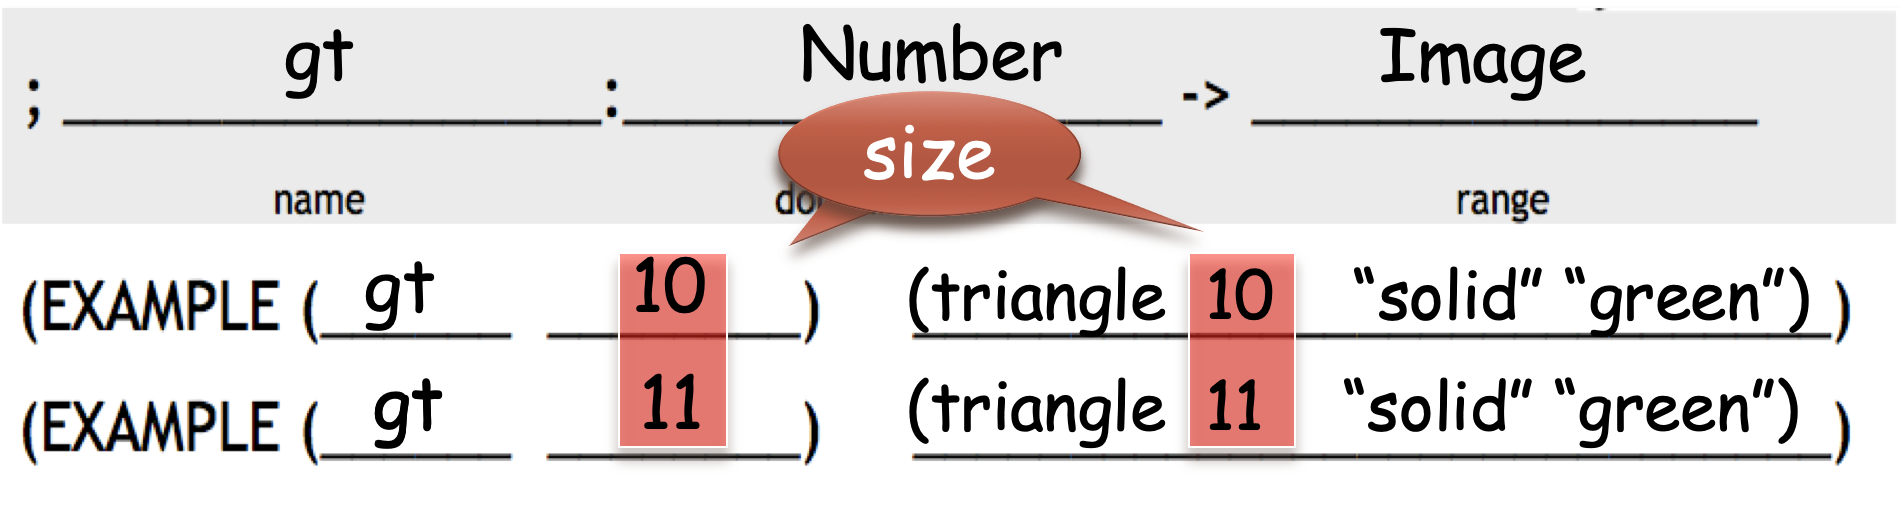 ; gt : Number -> Image
size
name do range
(EXAMPLE ( gt 10 ) (triangle 10 “solid” “green”) )
(EXAMPLE ( gt 11 ) (triangle 11 “solid” “green”) )